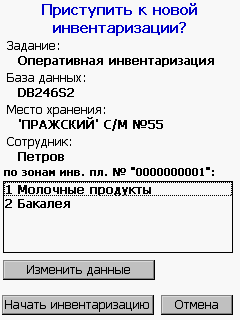 Приступить к новой
инвентаризации?
Задание:
Оперативная инвентаризация
База данных:
DB246S2
Место хранения:
'ПРАЖСКИЙ' С/М №55
Сотрудник:
Петров
по зонам инв. пл. № "0000000001":
1 Молочные продукты
2 Бакалея
Изменить данные
Начать инвентаризацию
Отмена